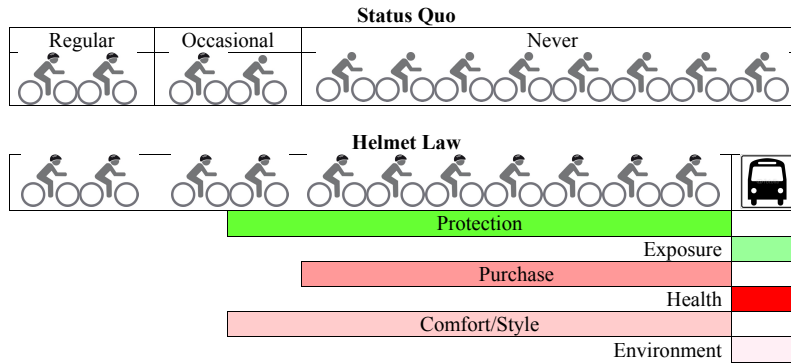 Status Quo
Regular Occasional Never
Helmet Law
Protection
Exposure
Purchase
Health
Comfort/Style
Environment